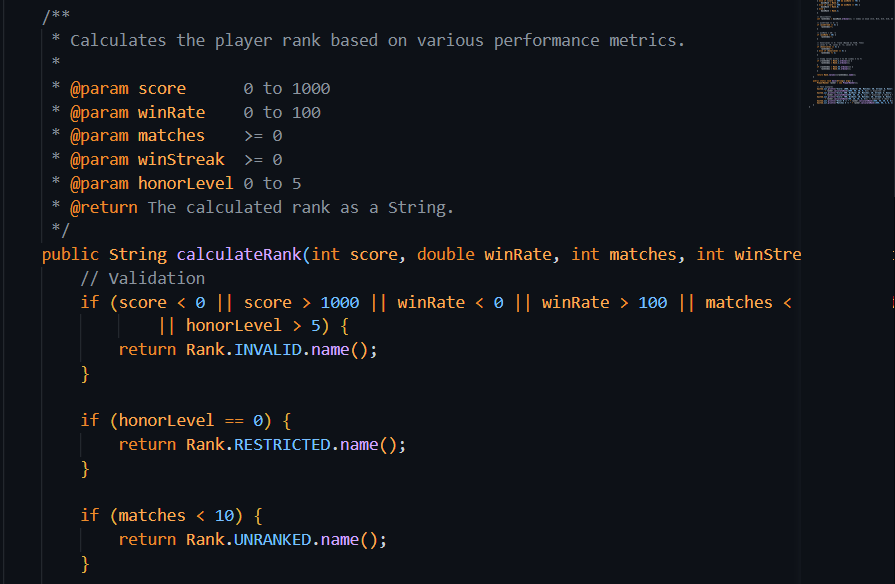 /**
* Calculates the player rank based on various performance metrics.
*
* @param score 0 to 1000
* @param winRate 0 to 100
* @param matches >= 0
* @param winStreak >= 0
* @param honorLevel 0 to 5
* @return The calculated rank as a String.
*/
public String calculateRank(int score, double winRate, int matches, int winStre
// Validation
if (score < 0 || score > 1000 || winRate < 0 || winRate > 100 || matches <
|| honorLevel > 5) {
return Rank.INVALID.name();
}
if (honorLevel == 0) {
return Rank.RESTRICTED.name();
}
if (matches < 10) {
return Rank.UNRANKED.name();
}